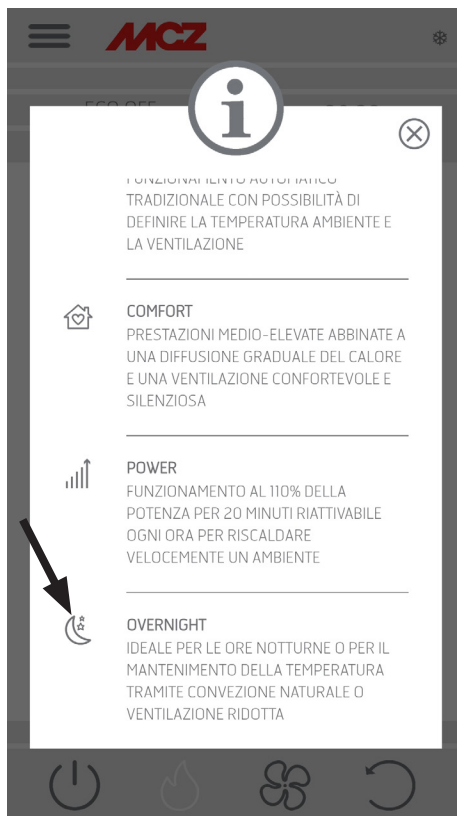 MCZ
FUNZIONAMENTO AUTOMATICO
TRADIZIONALE CON POSSIBILITÀ DI
DEFINIRE LA TEMPERATURA AMBIENTE E
LA VENTILAZIONE
COMFORT
PRESTAZIONI MEDIO-ELEVATE ABBINATE A
UNA DIFFUSIONE GRADUALE DEL CALORE
E UNA VENTILAZIONE CONFORTEVOLE E
SILENZIOSA
POWER
FUNZIONAMENTO AL 110% DELLA
POTENZA PER 20 MINUTI RIATTIVABILE
OGNI ORA PER RISCALDARE
VELOCEMENTE UN AMBIENTE
OVERNIGHT
IDEALE PER LE ORE NOTTURNE O PER IL
MANTENIMENTO DELLA TEMPERATURA
TRAMITE CONVEZIONE NATURALE O
VENTILAZIONE RIDOTTA